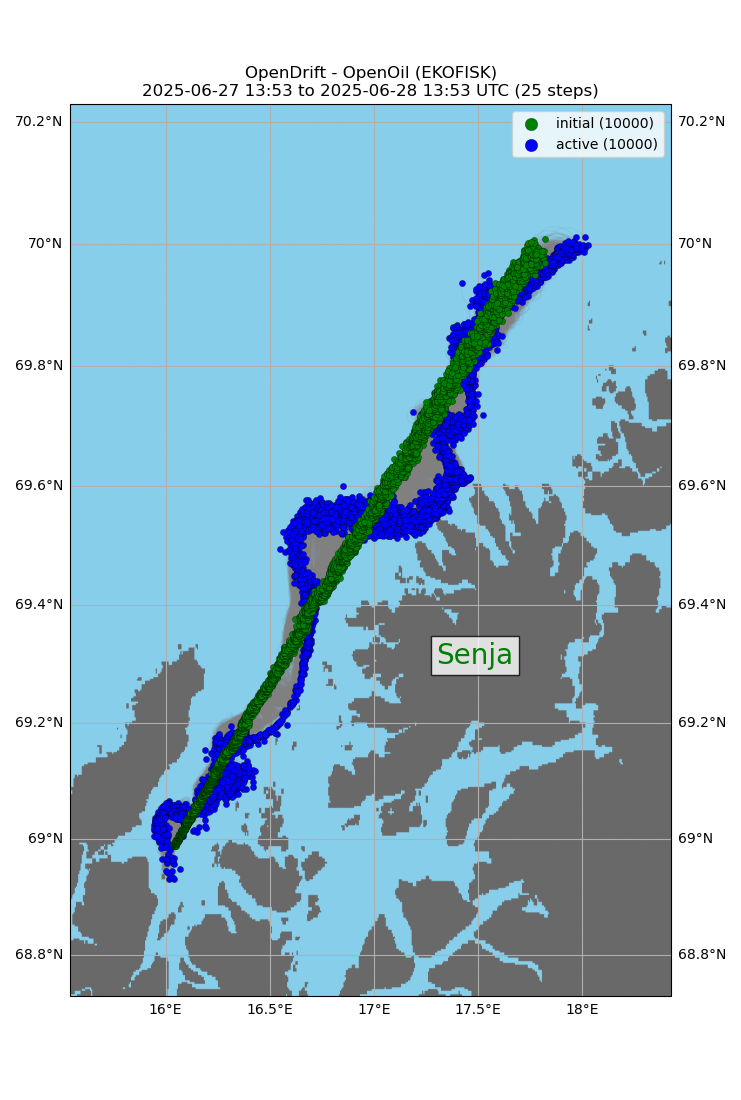 OpenDrift - OpenOil (EKOFISK)
2025-06-27 13:53 to 2025-06-28 13:53 UTC (25 steps)
initial (10000)
active (10000)
70.2°N 70.2°N
70°N 70°N
69.8°N 69.8°N
69.6°N 69.6°N
69.4°N 69.4°N
Senja
69.2°N 69.2°N
69°N 69°N
68.8°N 68.8°N
16°E 16.5°E 17°E 17.5°E 18°E